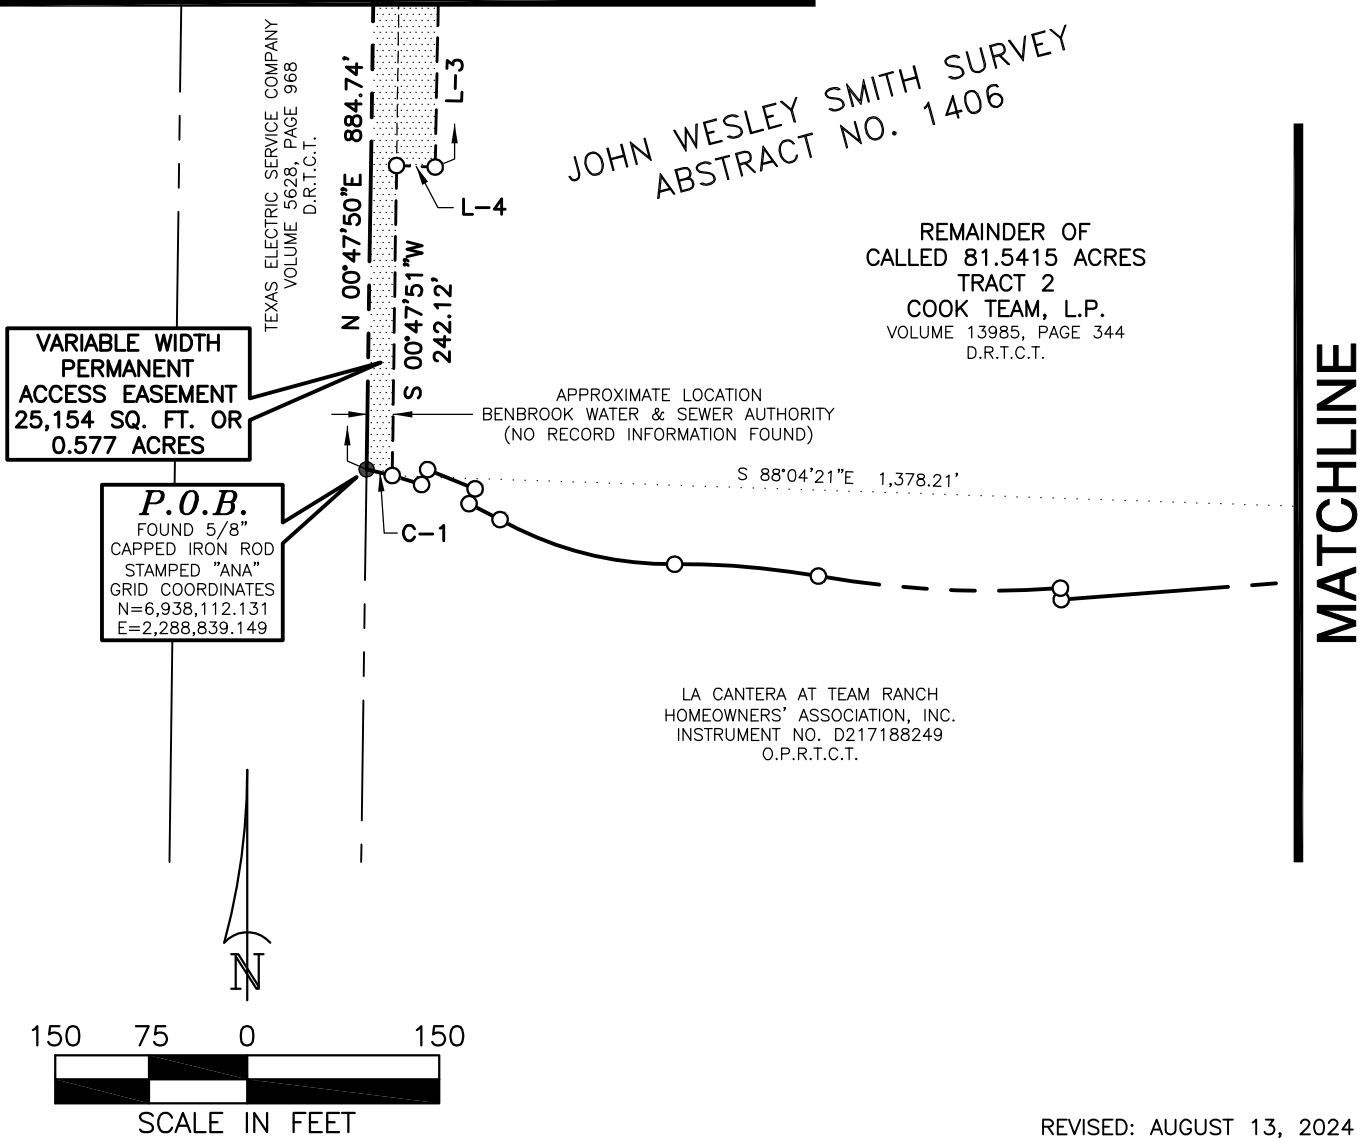 TEXAS ELECTRIC SERVICE COMPANY
VOLUME 5628, PAGE 968
D.R.T.C.T.
N 00°47'50"E 884.74'
L-3
L-4
S 00°47'51"W
242.12'
JOHN WESLEY SMITH SURVEY
ABSTRACT NO. 1406
REMAINDER OF
CALLED 81.5415 ACRES
TRACT 2
COOK TEAM, L.P.
VOLUME 13985, PAGE 344
D.R.T.C.T.
MATCHLINE
VARIABLE WIDTH
PERMANENT
ACCESS EASEMENT
25,154 SQ. FT. OR
0.577 ACRES
APPROXIMATE LOCATION
BENBROOK WATER & SEWER AUTHORITY
(NO RECORD INFORMATION FOUND)
S 88°04'21"E 1,378.21'
P.O.B.
FOUND 5/8"
CAPPED IRON ROD
STAMPED "ANA"
GRID COORDINATES
N=6,938,112.131
E=2,288,839.149
C-1
LA CANTERA AT TEAM RANCH
HOMEOWNERS' ASSOCIATION, INC.
INSTRUMENT NO. D217188249
O.P.R.T.C.T.
N
150 75 0 150
SCALE IN FEET
REVISED: AUGUST 13, 2024